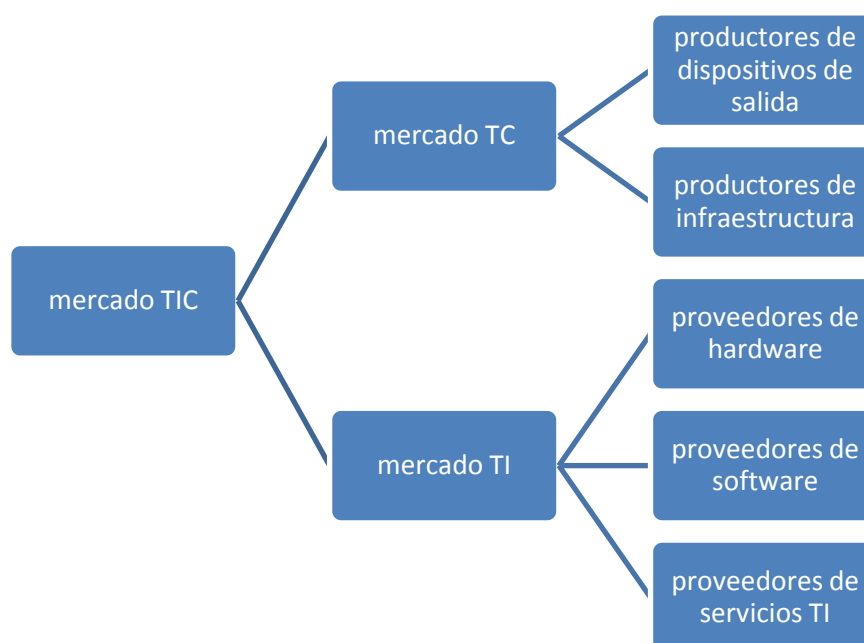 mercado TIC
mercado TC
productores de
dispositivos de
salida
productores de
infraestructura
mercado TI
proveedores de
hardware
proveedores de
software
proveedores de
servicios TI